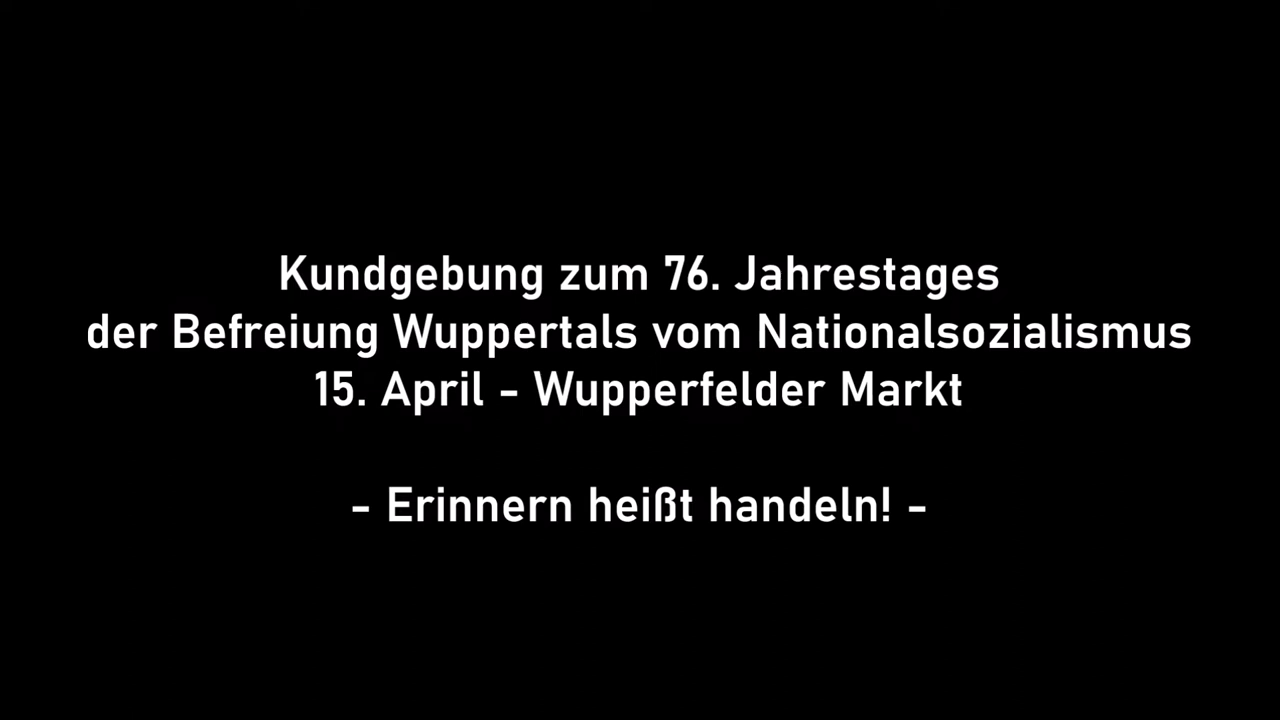 Kundgebung zum 76. Jahrestages
der Befreiung Wuppertals vom Nationalsozialismus
15. April - Wupperfelder Markt
- Erinnern heißt handeln! -